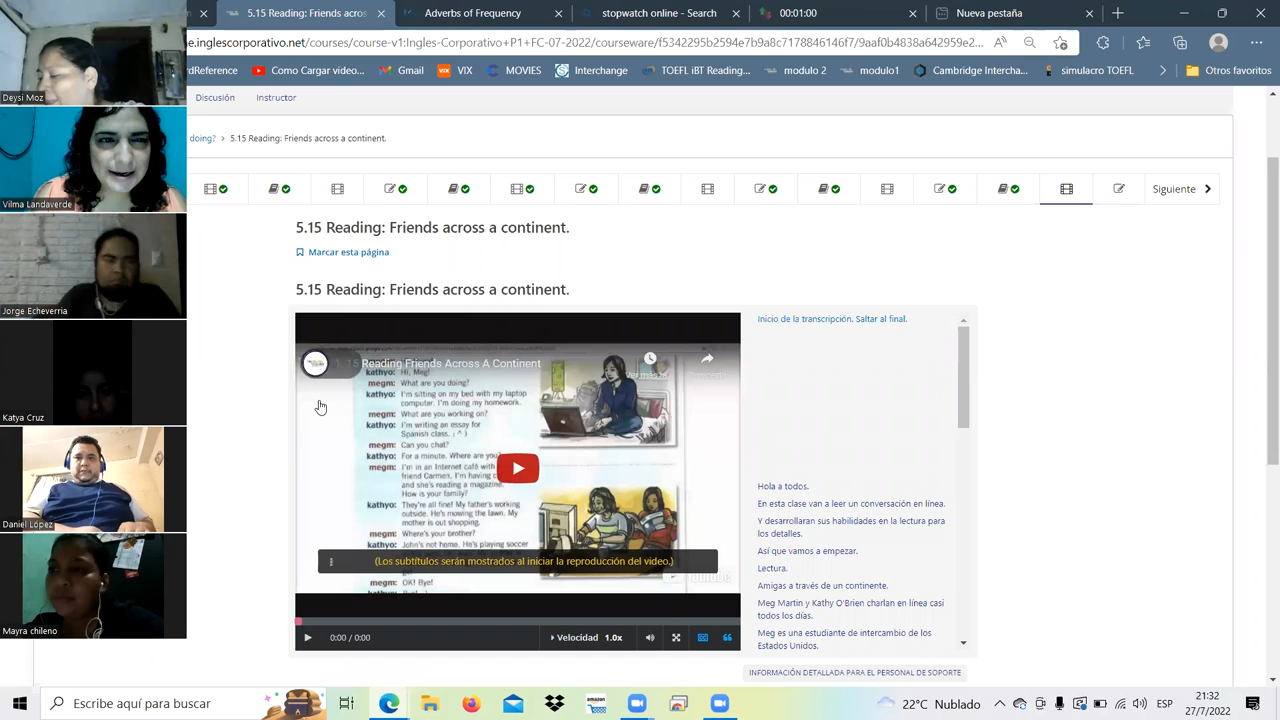 Adverbs of Frequency
stopwatch online - Search
00:01:00
Nueva pestaña
.inglescorporativo.net/courses/course-v1:Ingles-Corporativo+P1+FC-07-2022/courseware/f5342295b2594e7b9a8c7178846146f7/9aaf0b4838a642959e2...
rdReference
Como Cargar video...
Gmail
VIX
MOVIES
Interchange
TOEFL iBT Reading...
modulo 2
modulo1
Cambridge Intercha...
simulacro TOEFL
Otros favoritos
Discusión
Instructor
doing? > 5.15 Reading: Friends across a continent.
Siguiente
5.15 Reading: Friends across a continent.
Marcar esta página
5.15 Reading: Friends across a continent.
15 Reading Friends Across A Continent
kathyo: Hi, Meg!
megm: What are you doing?
kathyo: I'm sitting on my bed with my laptop
computer. I'm doing my homework.
megm: What are you working on?
kathyo: I'm writing an essay for
Spanish class. ( ^ )
megm: Can you chat?
kathyo: For a minute. Where are you?
megm: I'm in an Internet café with
friend Carmen. I'm having
and she's reading a magazine.
How is your family?
kathyo: They're all fine! My father's working
outside. He's mowing the lawn. My
mother is out shopping.
megm: Where's your brother?
kathyo: John's not home. He's playing soccer
(Los subtítulos serán mostrados al iniciar la reproducción del video.)
YouTube
megm: OK! Bye!
0:00 / 0:00
Velocidad 1.0x
Inicio de la transcripción. Saltar al final.
Hola a todos.
En esta clase van a leer un conversación en línea.
Y desarrollaran sus habilidades en la lectura para
los detalles.
Así que vamos a empezar.
Lectura.
Amigas a través de un continente.
Meg Martin y Kathy O'Brien charlan en línea casi
todos los días.
Meg es una estudiante de intercambio de los
Estados Unidos.
INFORMACIÓN DETALLADA PARA EL PERSONAL DE SOPORTE
Deysi Moz
Vilma Landaverde
Jorge Echeverria
Katya Cruz
Daniel López
Mayra chileno
Escribe aquí para buscar
amazon
22°C Nublado
ESP
21:32
27/7/2022